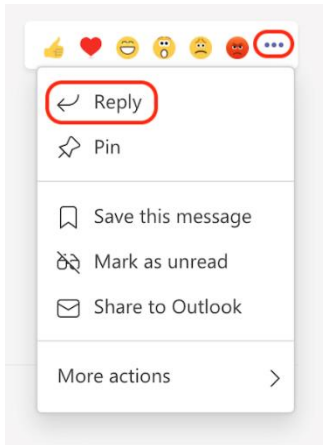 Reply
Pin
Save this message
Mark as unread
Share to Outlook
More actions